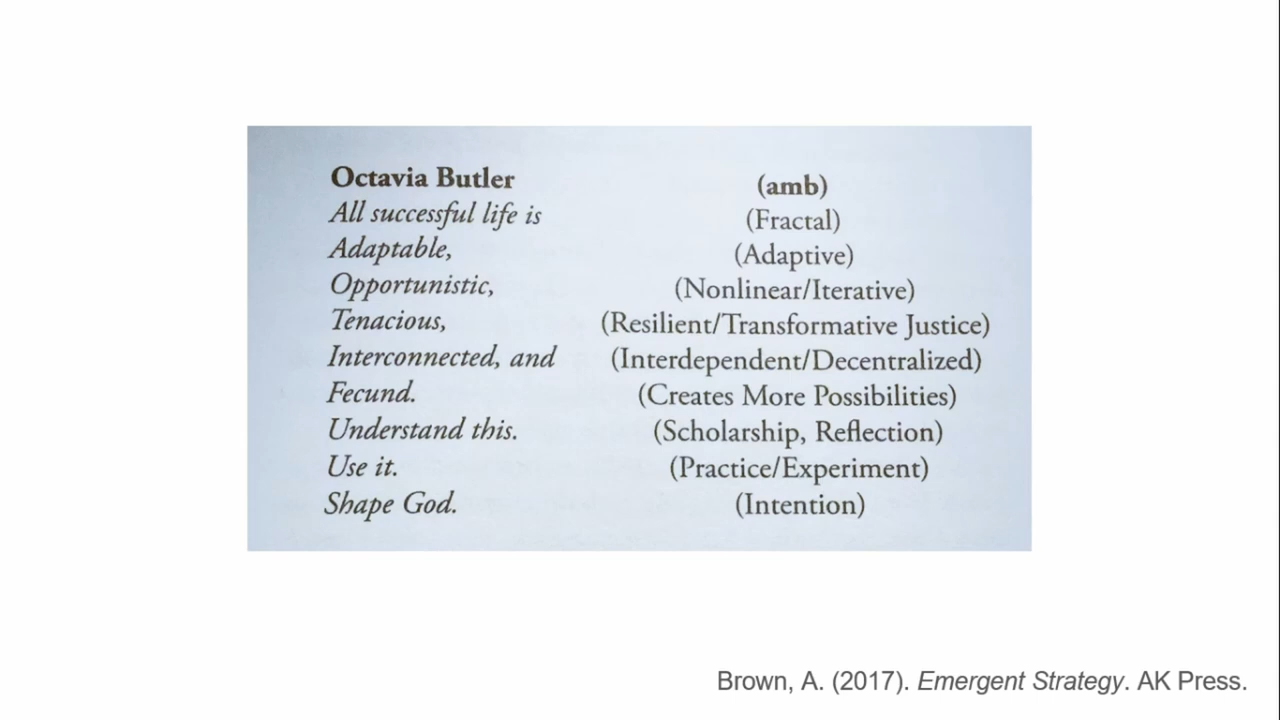 Octavia Butler (amb)
All successful life is (Fractal)
Adaptable, (Adaptive)
Opportunistic, (Nonlinear/Iterative)
Tenacious, (Resilient/Transformative Justice)
Interconnected, and (Interdependent/Decentralized)
Fecund. (Creates More Possibilities)
Understand this. (Scholarship, Reflection)
Use it. (Practice/Experiment)
Shape God. (Intention)
Brown, A. (2017). Emergent Strategy. AK Press.